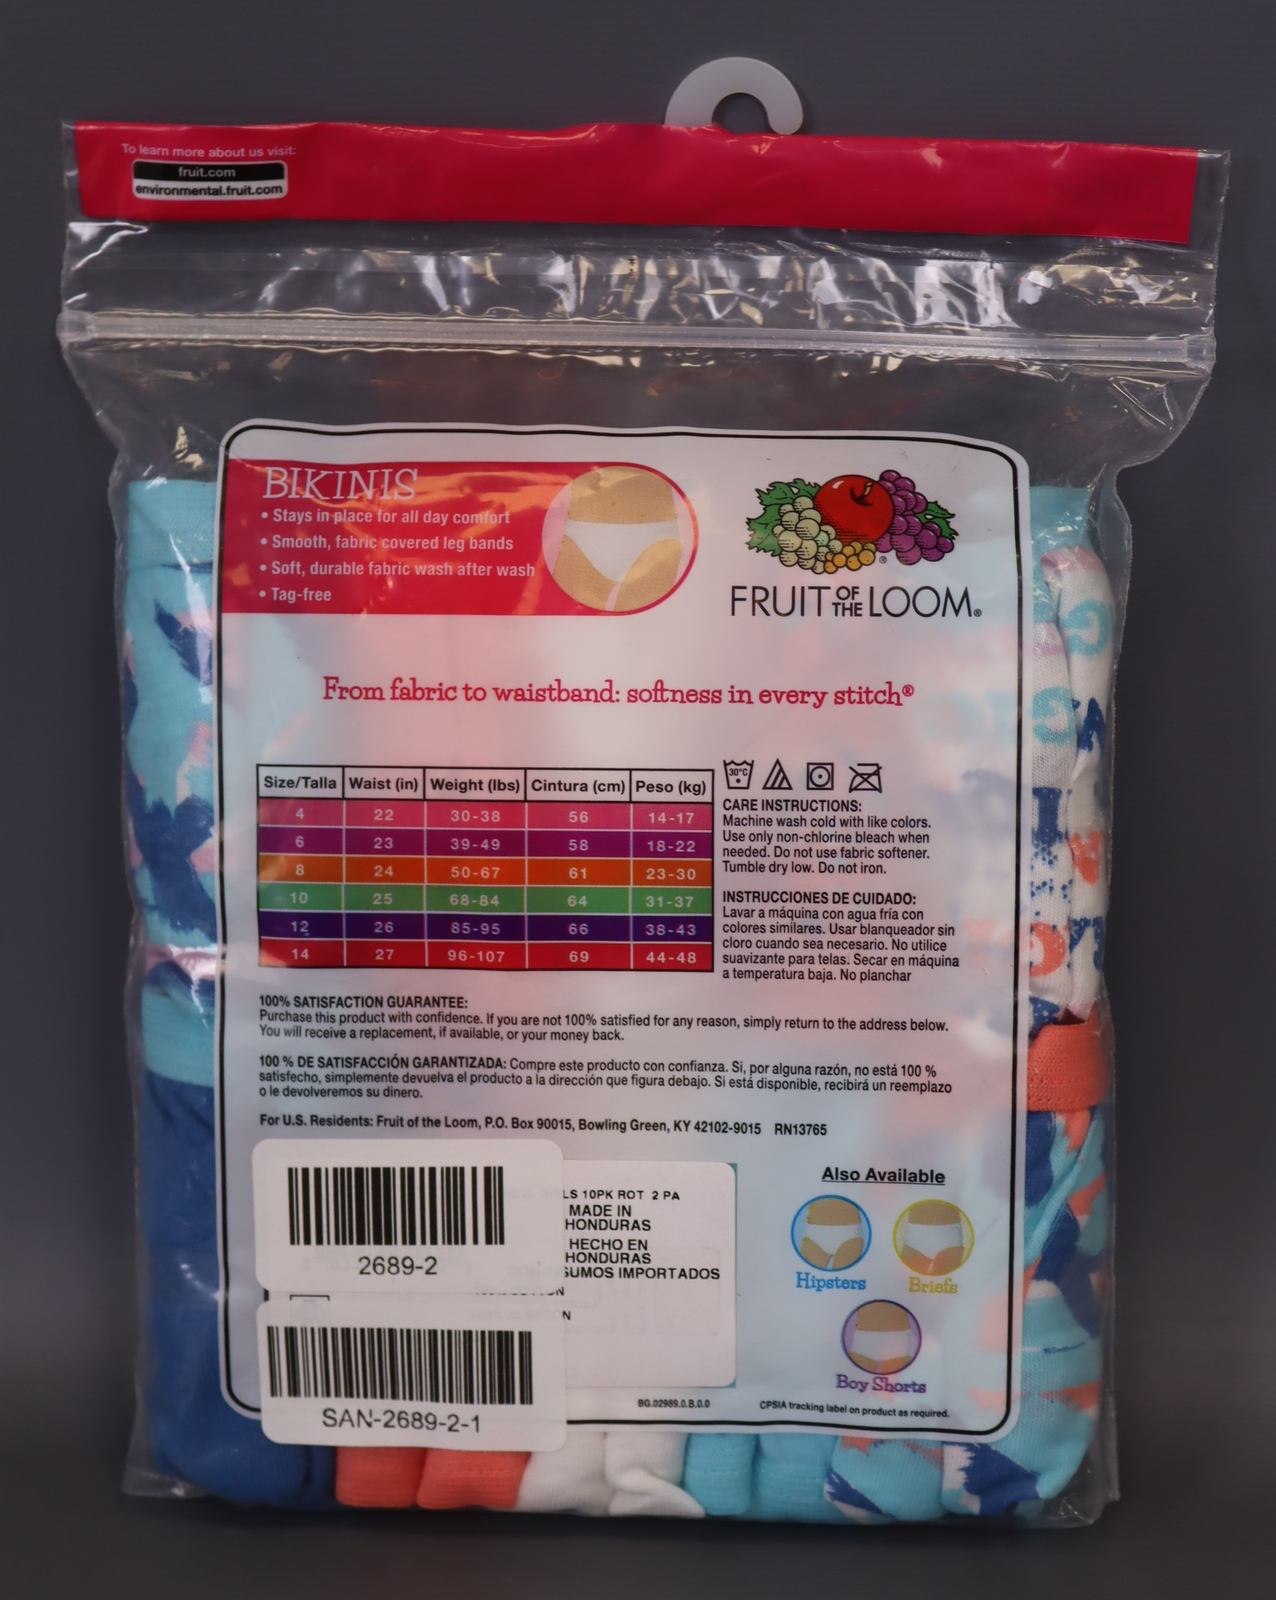 To learn more about us visit:
fruit.com
environmental.fruit.com
BIKINIS
• Stays in place for all day comfort
• Smooth, fabric covered leg bands
• Soft, durable fabric wash after wash
• Tag-free
FRUIT OF THE LOOM®
From fabric to waistband: softness in every stitch®
Size/Talla Waist (in) Weight (lbs) Cintura (cm) Peso (kg)
4 22 30-38 56 14-17
6 23 39-49 58 18-22
8 24 50-67 61 23-30
10 25 68-84 64 31-37
12 26 85-95 66 38-43
14 27 96-107 69 44-48
30°C
CARE INSTRUCTIONS:
Machine wash cold with like colors.
Use only non-chlorine bleach when
needed. Do not use fabric softener.
Tumble dry low. Do not iron.
INSTRUCCIONES DE CUIDADO:
Lavar a máquina con agua fría con
colores similares. Usar blanqueador sin
cloro cuando sea necesario. No utilice
suavizante para telas. Secar en máquina
a temperatura baja. No planchar
100% SATISFACTION GUARANTEE:
Purchase this product with confidence. If you are not 100% satisfied for any reason, simply return to the address below.
You will receive a replacement, if available, or your money back.
100 % DE SATISFACCIÓN GARANTIZADA: Compre este producto con confianza. Si, por alguna razón, no está 100 %
satisfecho, simplemente devuelva el producto a la dirección que figura debajo. Si está disponible, recibirá un reemplazo
o le devolveremos su dinero.
For U.S. Residents: Fruit of the Loom, P.O. Box 90015, Bowling Green, KY 42102-9015 RN13765
2689-2
SAN-2689-2-1
LS 10PK ROT 2 PA
MADE IN
HONDURAS
HECHO EN
HONDURAS
SUMOS IMPORTADOS
Also Available
Hipsters
Briefs
Boy Shorts
BG.02989.0.B.0.0
CPSIA tracking label on product as required.